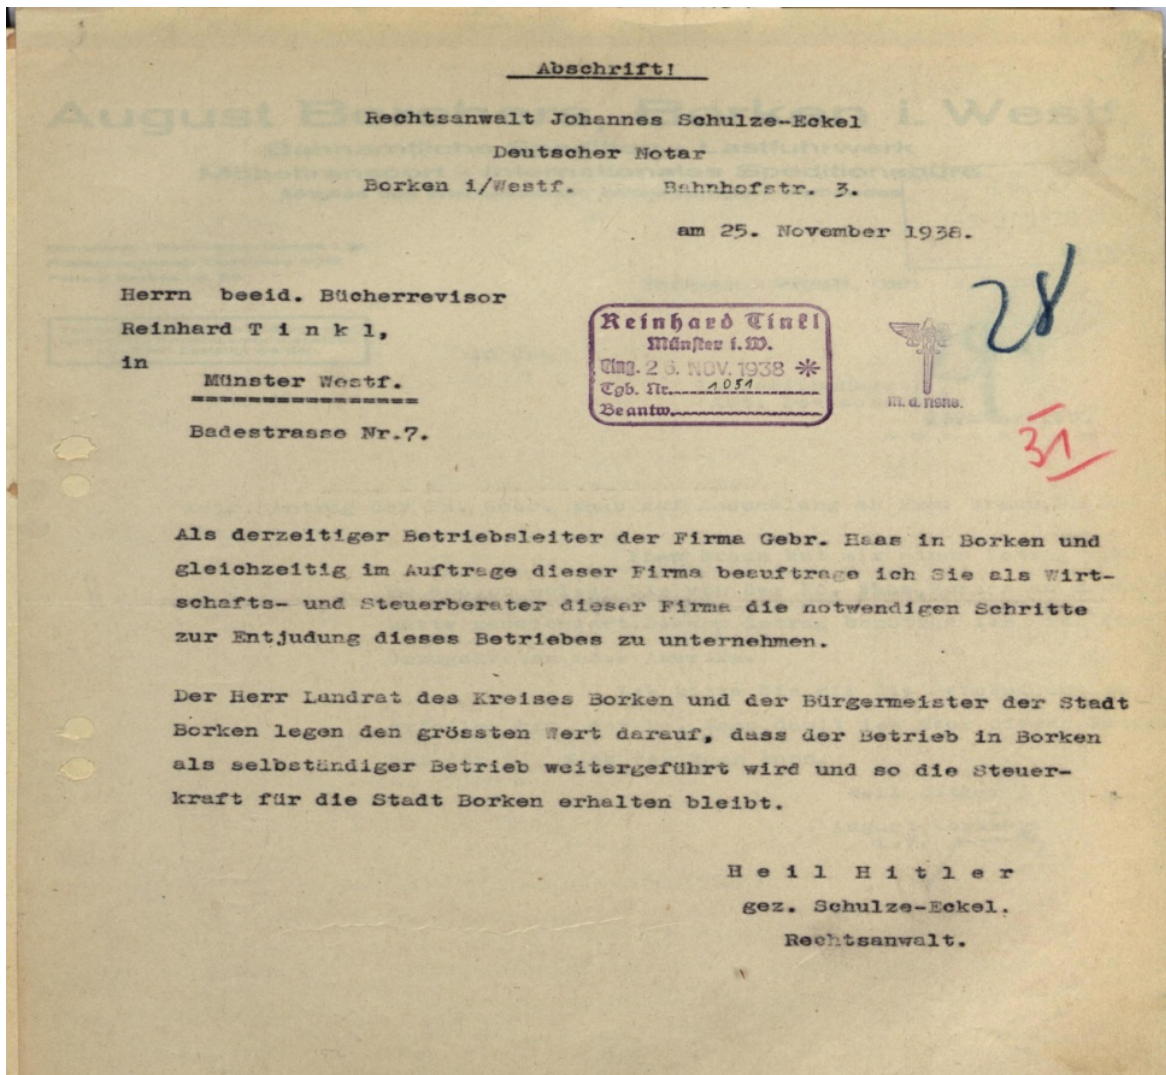 Abschrift!
Rechtsanwalt Johannes Schulze-Eckel
Deutscher Notar
Borken i/Westf. Bahnhofstr. 3.
am 25. November 1938.
28
Herrn beeid. Bücherrevisor
Reinhard T i n k l,
in
Münster Westf.
Badestrasse Nr.7.
Reinhard Tinkl
Münster i. W.
Eing. 26. NOV. 1938 ✻
Tgb. Nr. 1051
Beantw.
M. d. NSRB.
31
Als derzeitiger Betriebsleiter der Firma Gebr. Haas in Borken und
gleichzeitig im Auftrage dieser Firma beauftrage ich Sie als Wirt-
schafts- und Steuerberater dieser Firma die notwendigen Schritte
zur Entjudung dieses Betriebes zu unternehmen.
Der Herr Landrat des Kreises Borken und der Bürgermeister der Stadt
Borken legen den grössten Wert darauf, dass der Betrieb in Borken
als selbständiger Betrieb weitergeführt wird und so die Steuer-
kraft für die Stadt Borken erhalten bleibt.
H e i l H i t l e r
gez. Schulze-Eckel.
Rechtsanwalt.